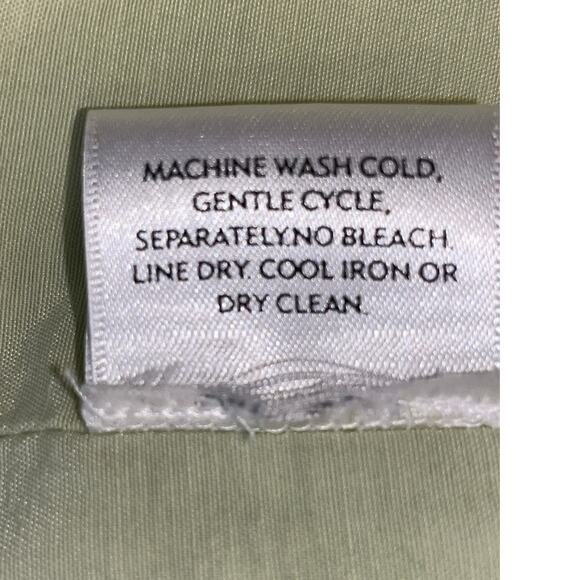 MACHINE WASH COLD,
GENTLE CYCLE,
SEPARATELY.NO BLEACH.
LINE DRY. COOL IRON OR
DRY CLEAN.